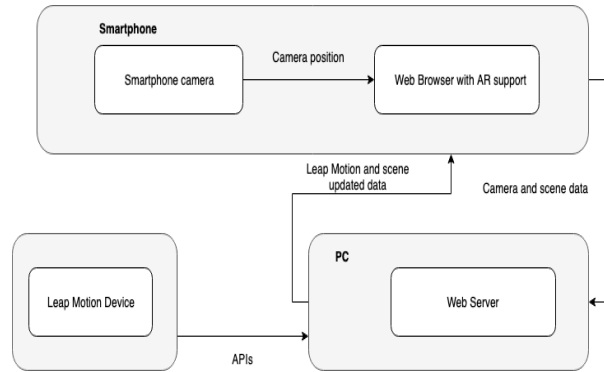 Smartphone
Camera position
Smartphone camera
Web Browser with AR support
Leap Motion and scene
updated data
Camera and scene data
PC
Leap Motion Device
Web Server
APIs